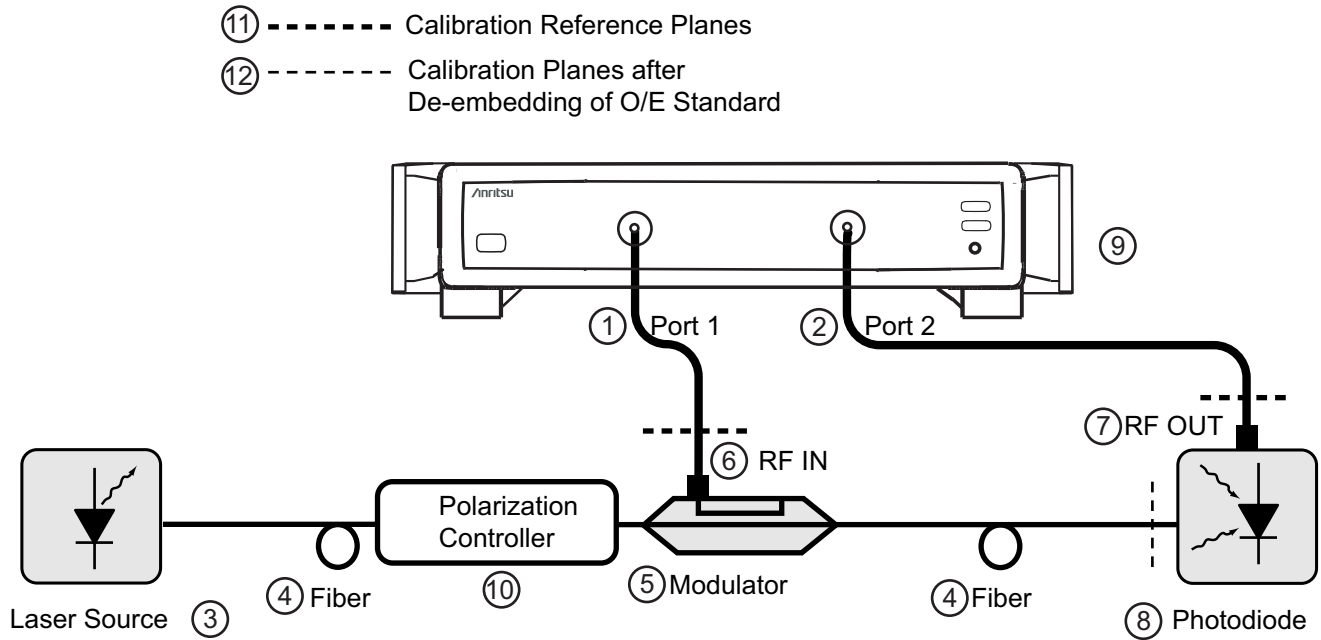 ⑪ Calibration Reference Planes
⑫ Calibration Planes after
De-embedding of O/E Standard
Anritsu
⑨
① Port 1
② Port 2
⑦ RF OUT
⑥ RF IN
Polarization
Controller
④ Fiber
⑩
⑤ Modulator
④ Fiber
Laser Source ③
⑧ Photodiode